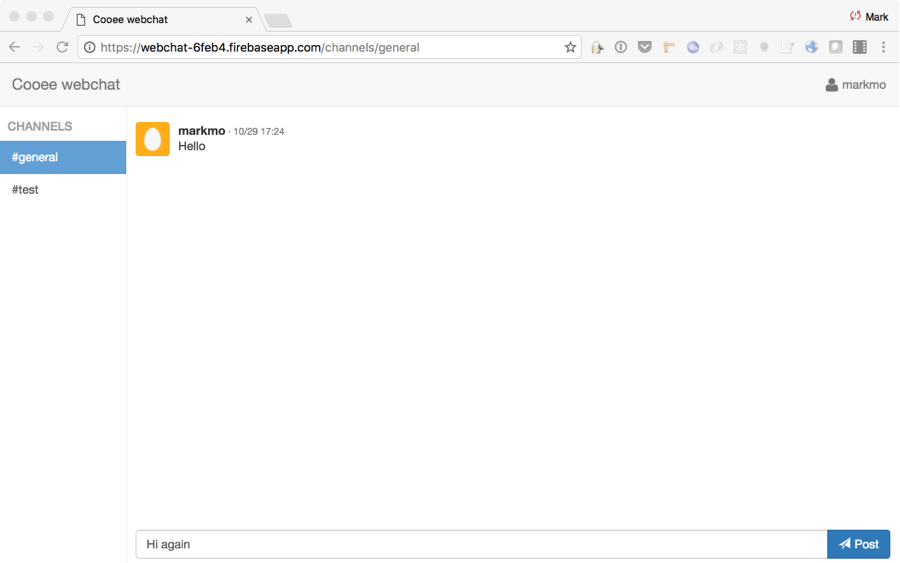 Cooee webchat
Mark
https://webchat-6feb4.firebaseapp.com/channels/general
Cooee webchat
markmo
CHANNELS
#general
#test
markmo · 10/29 17:24
Hello
Hi again
Post